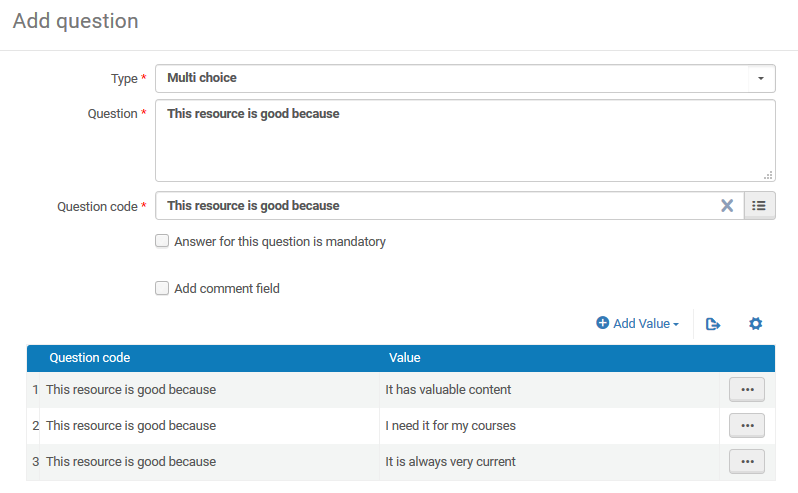 Add question
Type * Multi choice
Question * This resource is good because
Question code * This resource is good because
Answer for this question is mandatory
Add comment field
Add Value
Question code Value
1 This resource is good because It has valuable content
2 This resource is good because I need it for my courses
3 This resource is good because It is always very current